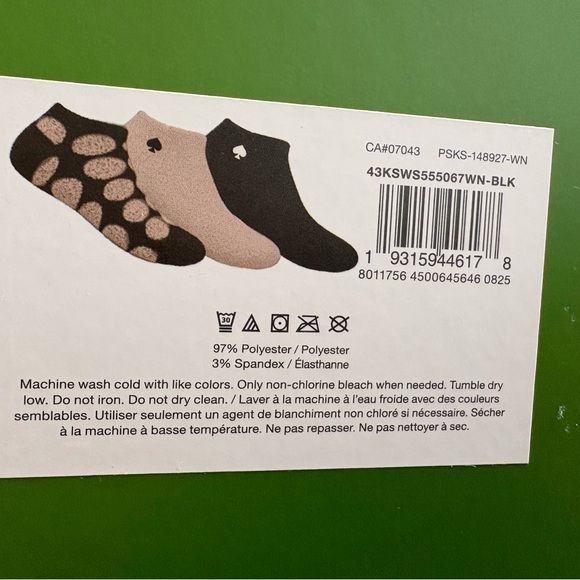 CA#07043 PSKS-148927-WN
43KSWS555067WN-BLK
1 9315944617 8
8011756 4500645646 0825
30
97% Polyester / Polyester
3% Spandex / Élasthanne
Machine wash cold with like colors. Only non-chlorine bleach when needed. Tumble dry
low. Do not iron. Do not dry clean. / Laver à la machine à l'eau froide avec des couleurs
semblables. Utiliser seulement un agent de blanchiment non chloré si nécessaire. Sécher
à la machine à basse température. Ne pas repasser. Ne pas nettoyer à sec.